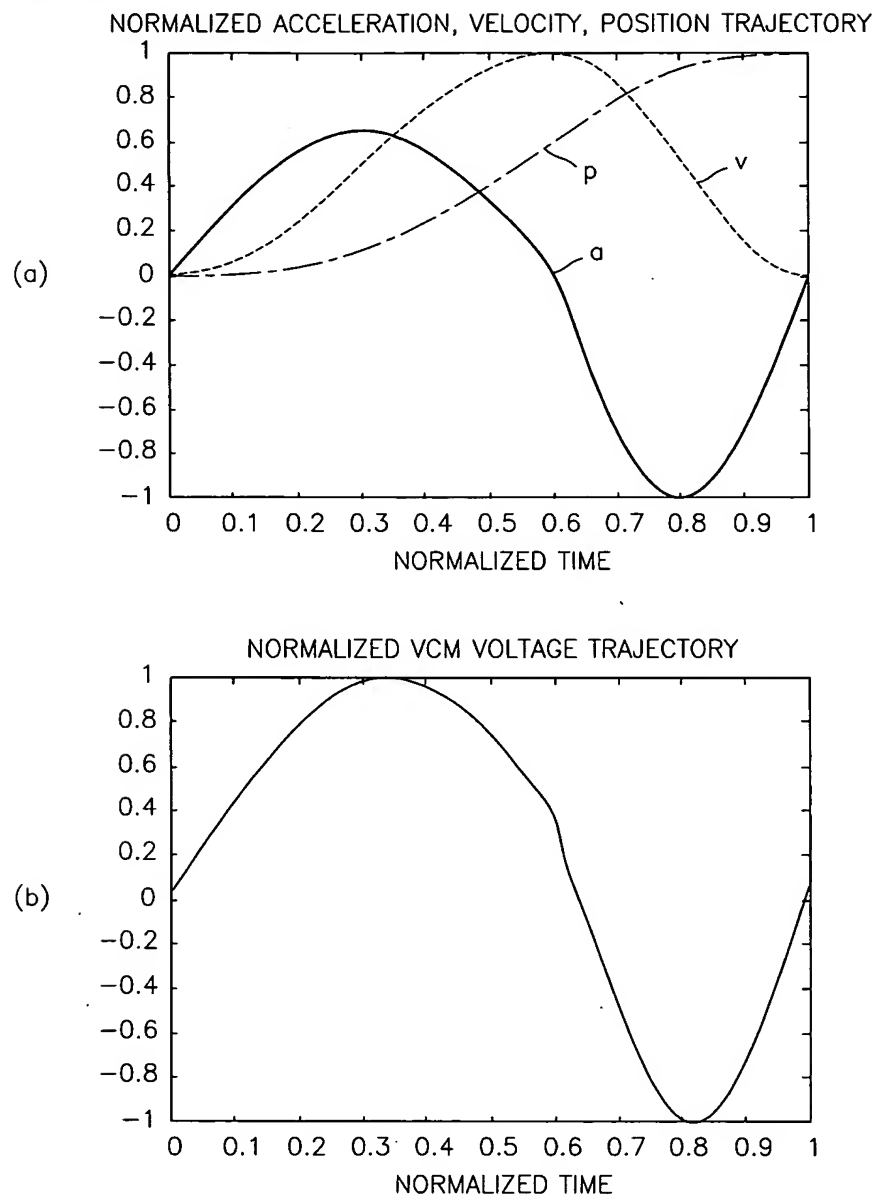 NORMALIZED ACCELERATION, VELOCITY, POSITION TRAJECTORY
1
0.8
0.6
0.4
0.2
0
−0.2
−0.4
−0.6
−0.8
−1
(a)
p
v
a
0 0.1 0.2 0.3 0.4 0.5 0.6 0.7 0.8 0.9 1
NORMALIZED TIME
NORMALIZED VCM VOLTAGE TRAJECTORY
1
0.8
0.6
0.4
0.2
0
−0.2
−0.4
−0.6
−0.8
−1
(b)
0 0.1 0.2 0.3 0.4 0.5 0.6 0.7 0.8 0.9 1
NORMALIZED TIME